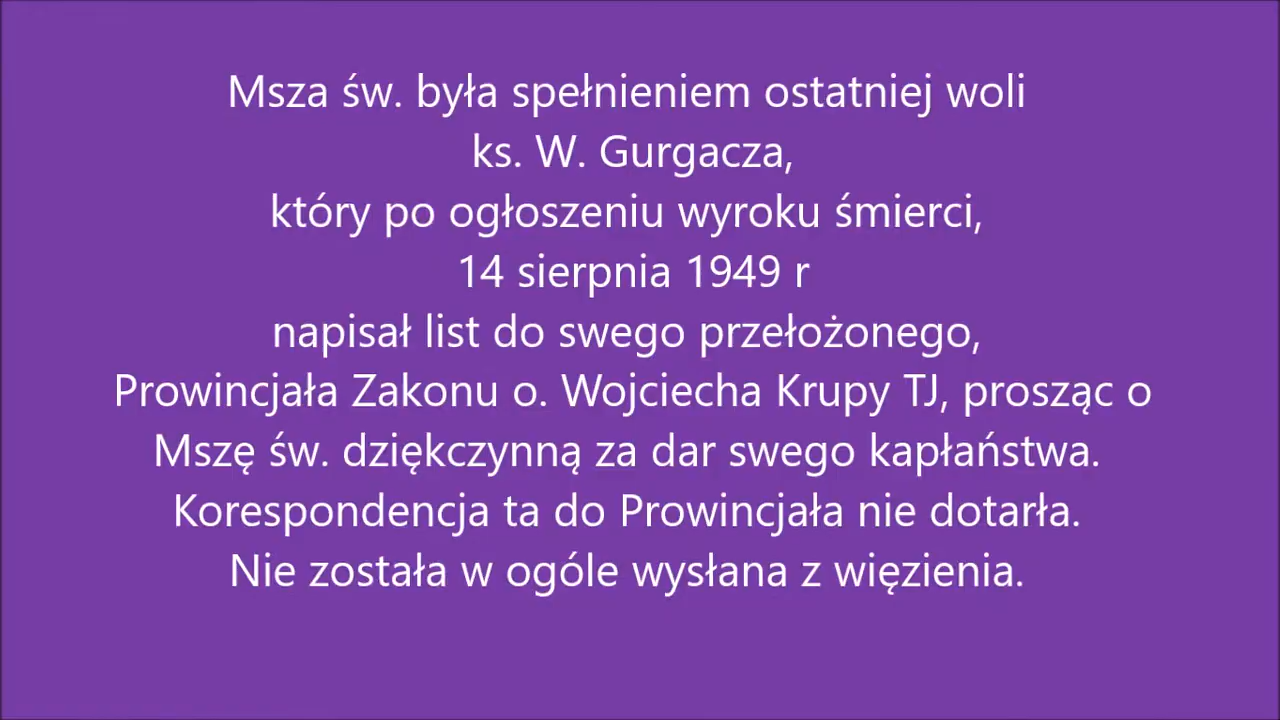 Msza św. była spełnieniem ostatniej woli
ks. W. Gurgacza,
który po ogłoszeniu wyroku śmierci,
14 sierpnia 1949 r
napisał list do swego przełożonego,
Prowincjała Zakonu o. Wojciecha Krupy TJ, prosząc o
Mszę św. dziękczynną za dar swego kapłaństwa.
Korespondencja ta do Prowincjała nie dotarła.
Nie została w ogóle wysłana z więzienia.